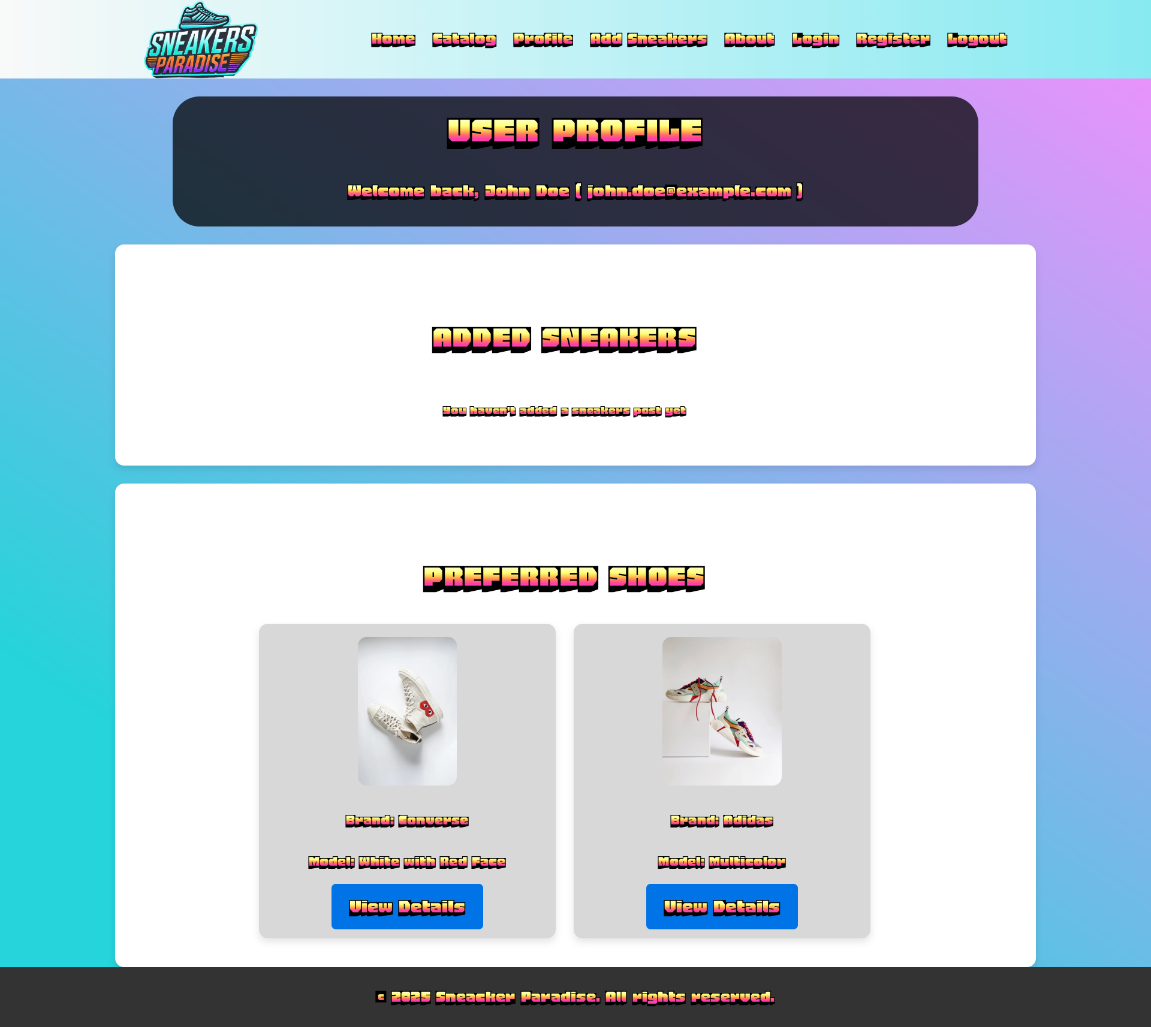 SNEAKERS
PARADISE
Home Catalog Profile Add Sneakers About Login Register Logout
USER PROFILE
Welcome back, John Doe ( john.doe@example.com )
ADDED SNEAKERS
You haven't added a sneakers post yet
PREFERRED SHOES
Brand: Converse
Model: White with Red Face
View Details
Brand: Adidas
Model: Multicolor
View Details
© 2025 Sneacker Paradise. All rights reserved.